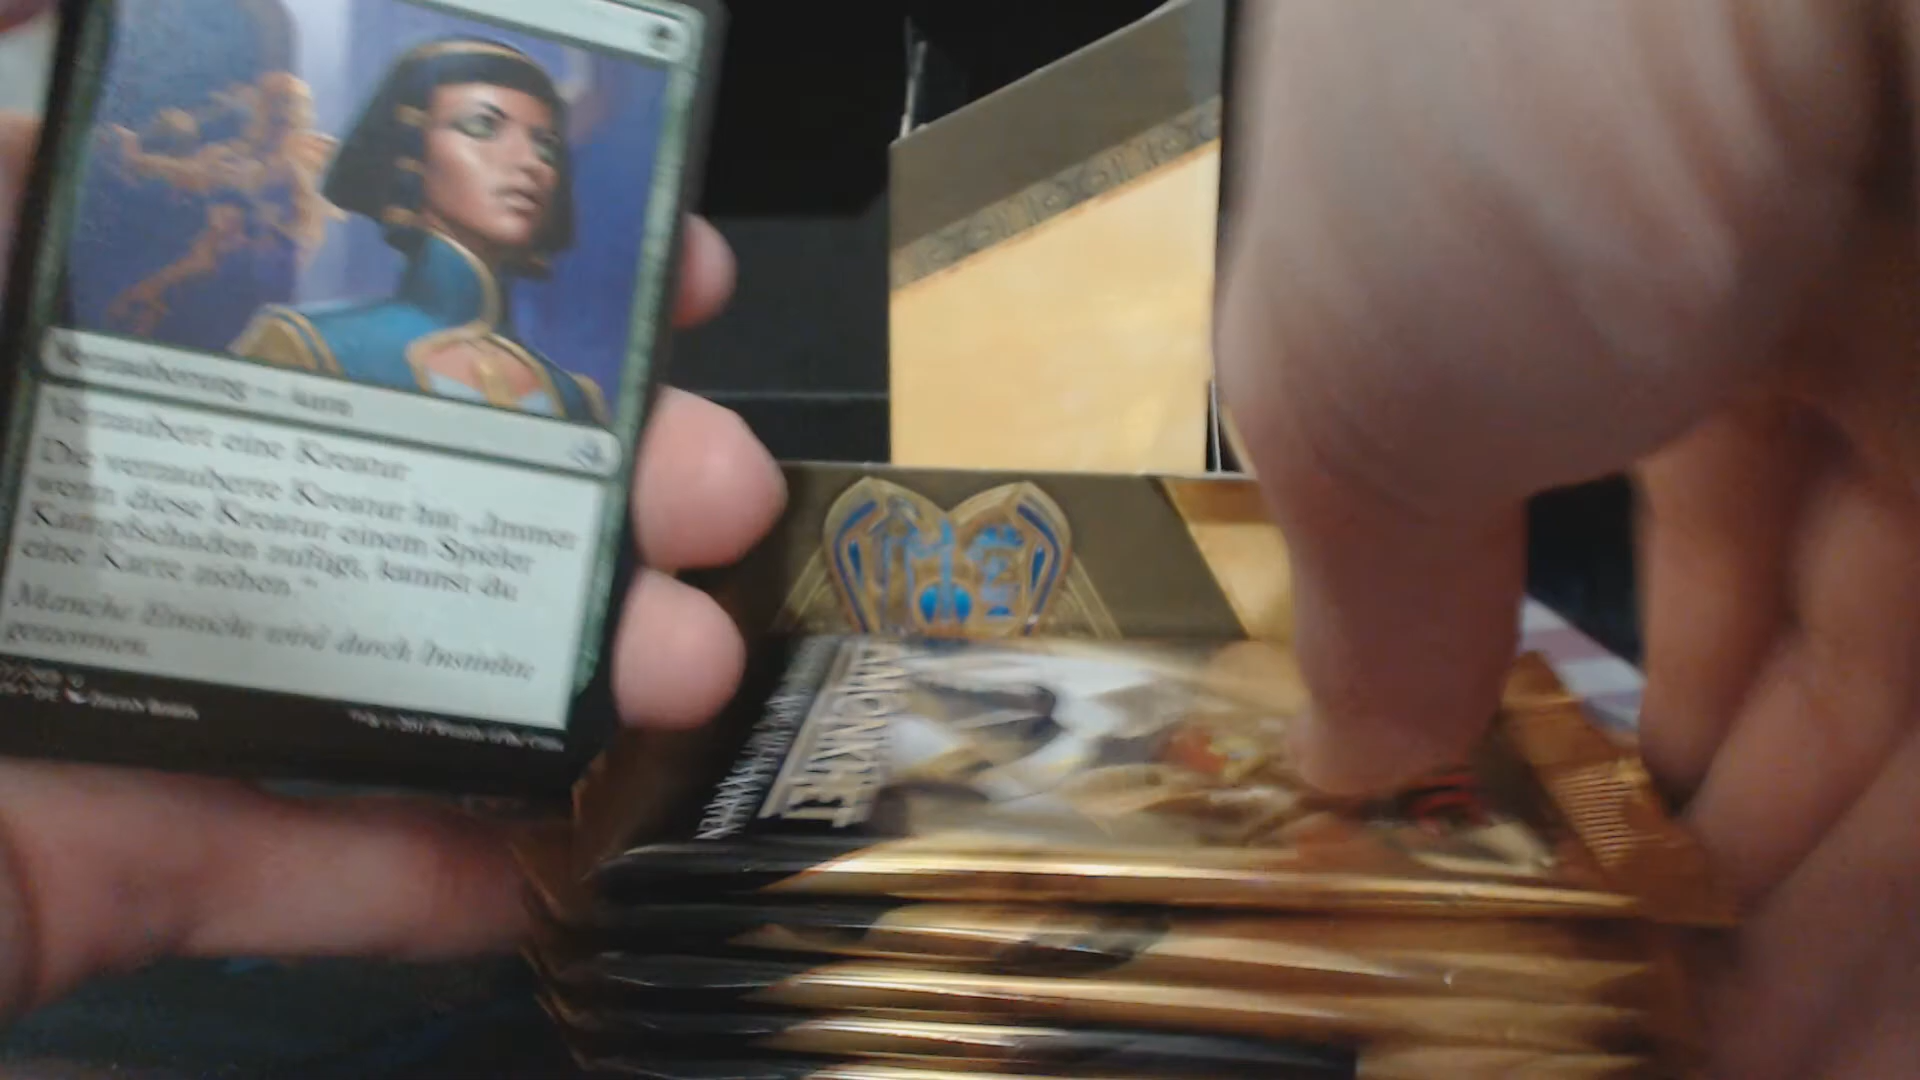 Verzauberung — Aura
Verzaubert eine Kreatur
Die verzauberte Kreatur hat „Immer
wenn diese Kreatur einem Spieler
Kampfschaden zufügt, kannst du
eine Karte ziehen."
Manche Einsicht wird durch Instinkte
gewonnen.
AMONKHET